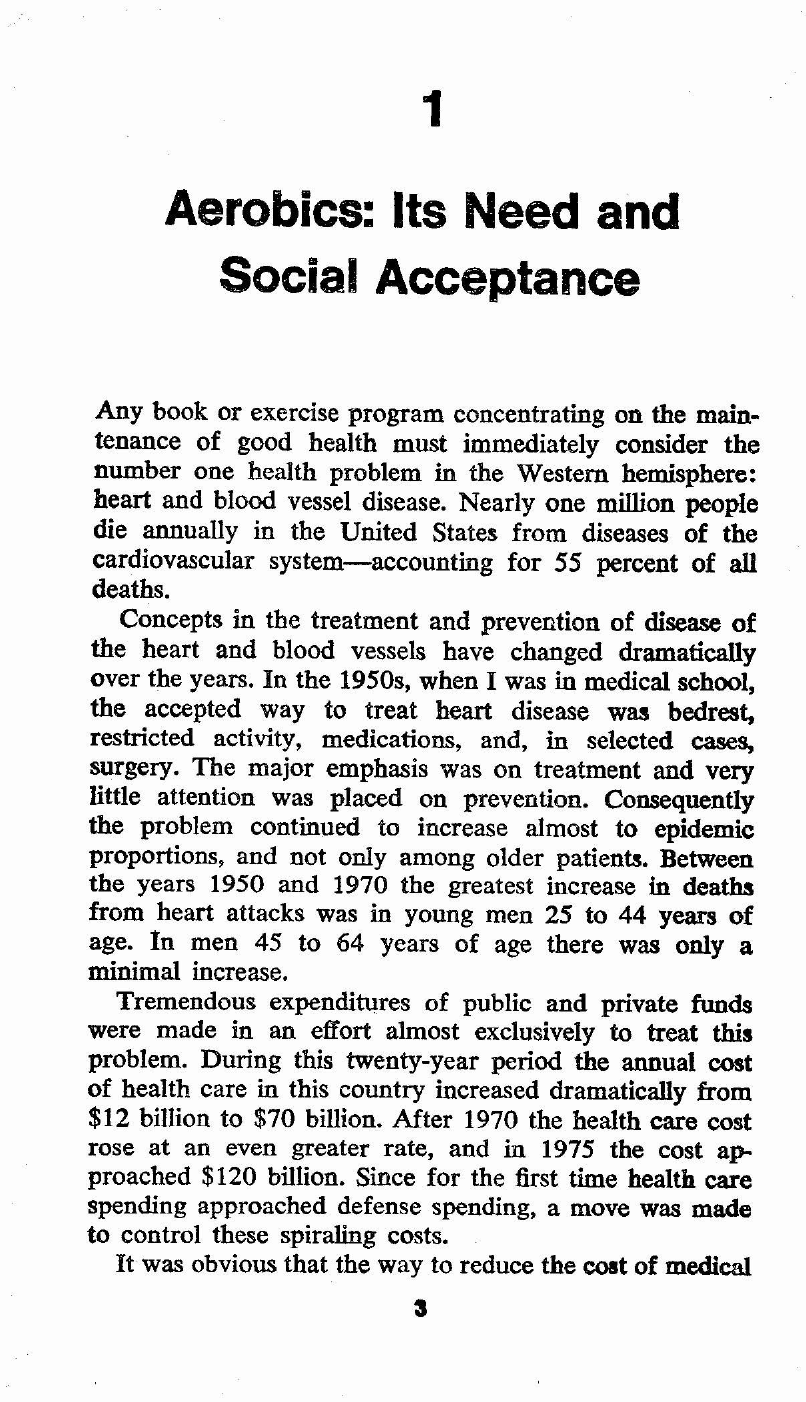 1
Aerobics: Its Need and
Social Acceptance
Any book or exercise program concentrating on the main-
tenance of good health must immediately consider the
number one health problem in the Western hemisphere:
heart and blood vessel disease. Nearly one million people
die annually in the United States from diseases of the
cardiovascular system—accounting for 55 percent of all
deaths.
Concepts in the treatment and prevention of disease of
the heart and blood vessels have changed dramatically
over the years. In the 1950s, when I was in medical school,
the accepted way to treat heart disease was bedrest,
restricted activity, medications, and, in selected cases,
surgery. The major emphasis was on treatment and very
little attention was placed on prevention. Consequently
the problem continued to increase almost to epidemic
proportions, and not only among older patients. Between
the years 1950 and 1970 the greatest increase in deaths
from heart attacks was in young men 25 to 44 years of
age. In men 45 to 64 years of age there was only a
minimal increase.
Tremendous expenditures of public and private funds
were made in an effort almost exclusively to treat this
problem. During this twenty-year period the annual cost
of health care in this country increased dramatically from
$12 billion to $70 billion. After 1970 the health care cost
rose at an even greater rate, and in 1975 the cost ap-
proached $120 billion. Since for the first time health care
spending approached defense spending, a move was made
to control these spiraling costs.
It was obvious that the way to reduce the cost of medical
3